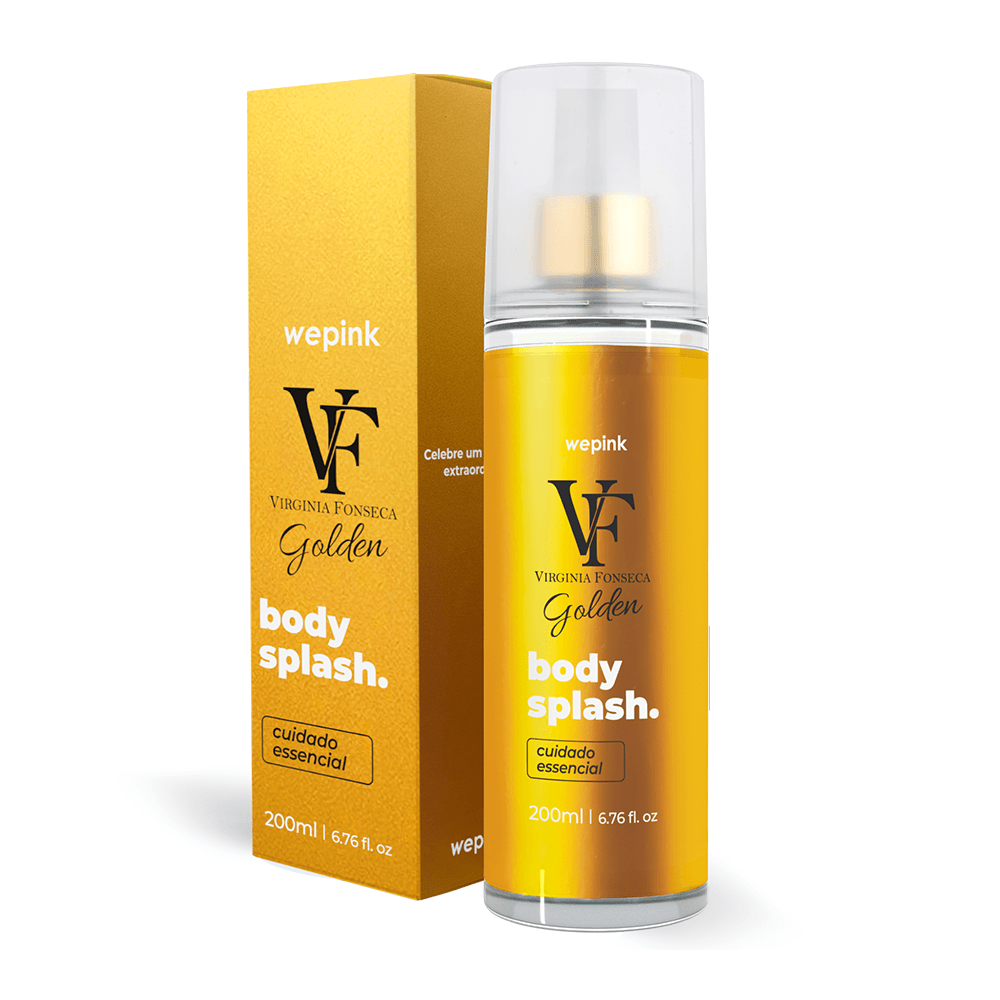 wepink
VF
VIRGINIA FONSECA
Golden
body
splash.
cuidado
essencial
200ml | 6.76 fl. oz
Celebre um
wepink
VF
VIRGINIA FONSECA
Golden
body
splash.
cuidado
essencial
200ml | 6.76 fl. oz